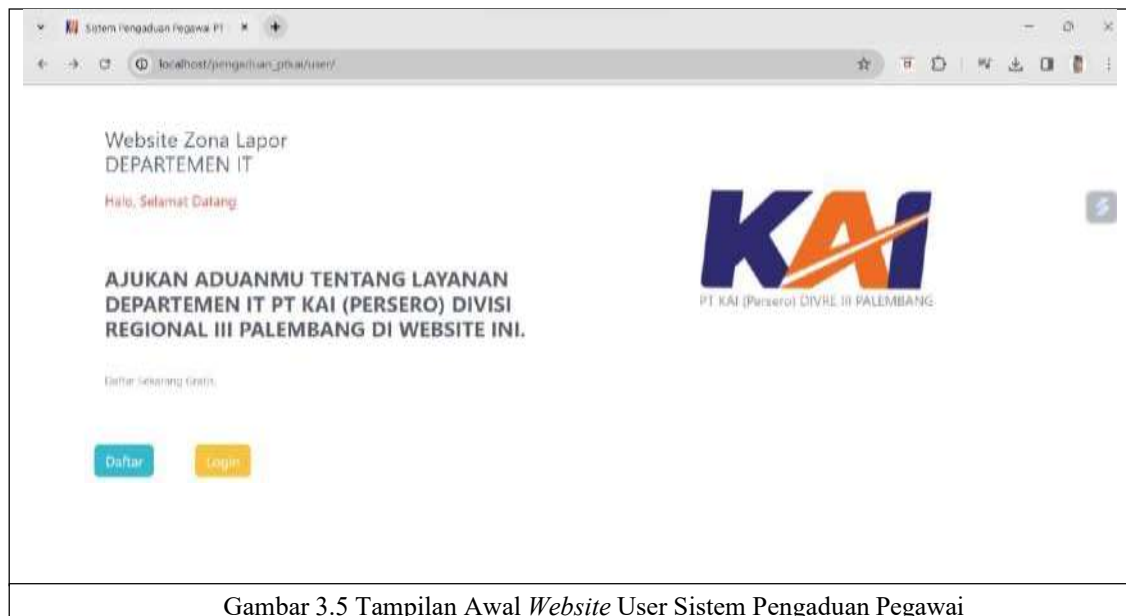 Sistem Pengaduan Pegawai PT
localhost/pengaduan_ptkai/user/
Website Zona Lapor
DEPARTEMEN IT
Halo, Selamat Datang
KAI
PT KAI (Persero) DIVRE III PALEMBANG
AJUKAN ADUANMU TENTANG LAYANAN
DEPARTEMEN IT PT KAI (PERSERO) DIVISI
REGIONAL III PALEMBANG DI WEBSITE INI.
Daftar Sekarang Gratis.
Daftar
Login
Gambar 3.5 Tampilan Awal Website User Sistem Pengaduan Pegawai